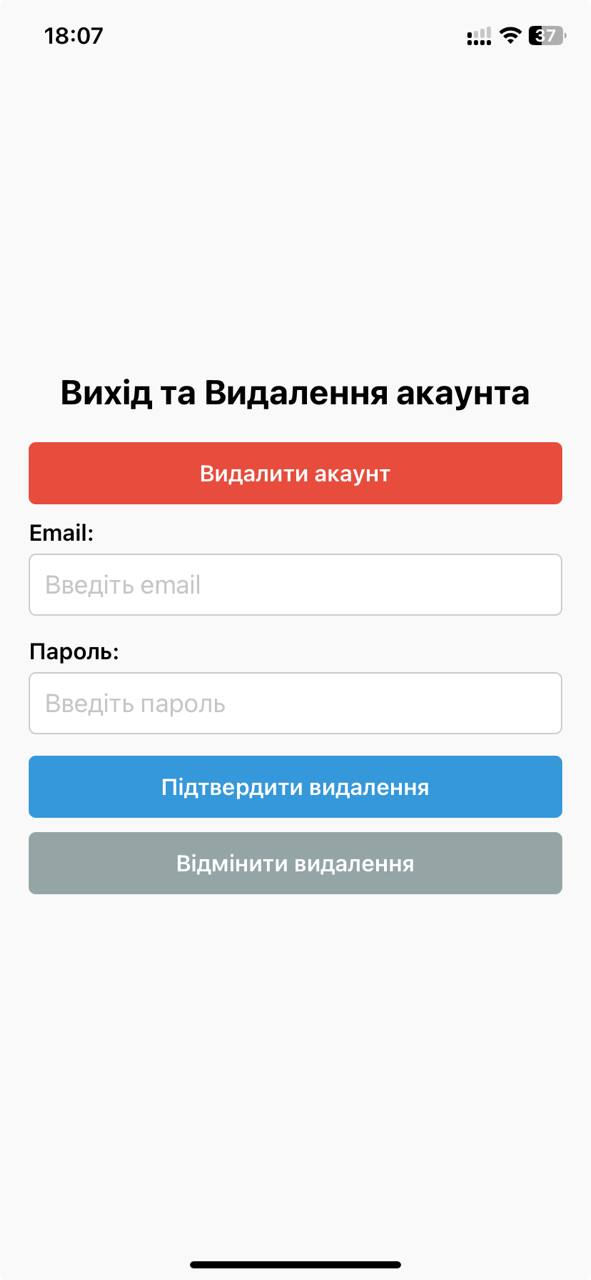 18:07
37
Вихід та Видалення акаунта
Видалити акаунт
Email:
Введіть email
Пароль:
Введіть пароль
Підтвердити видалення
Відмінити видалення